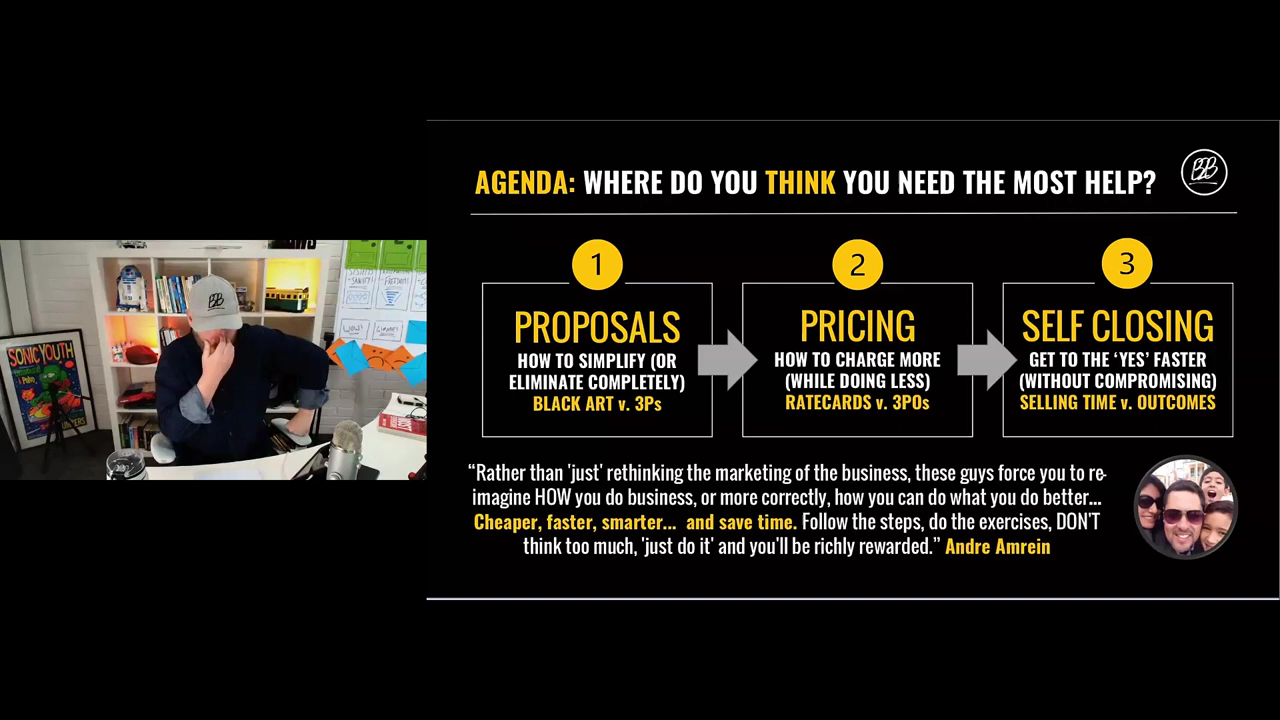 AGENDA: WHERE DO YOU THINK YOU NEED THE MOST HELP?
1
PROPOSALS
HOW TO SIMPLIFY (OR
ELIMINATE COMPLETELY)
BLACK ART v. 3Ps
2
PRICING
HOW TO CHARGE MORE
(WHILE DOING LESS)
RATECARDS v. 3POs
3
SELF CLOSING
GET TO THE ‘YES’ FASTER
(WITHOUT COMPROMISING)
SELLING TIME v. OUTCOMES
“Rather than 'just' rethinking the marketing of the business, these guys force you to re-
imagine HOW you do business, or more correctly, how you can do what you do better...
Cheaper, faster, smarter... and save time. Follow the steps, do the exercises, DON'T
think too much, 'just do it' and you'll be richly rewarded.” Andre Amrein
SONIC YOUTH